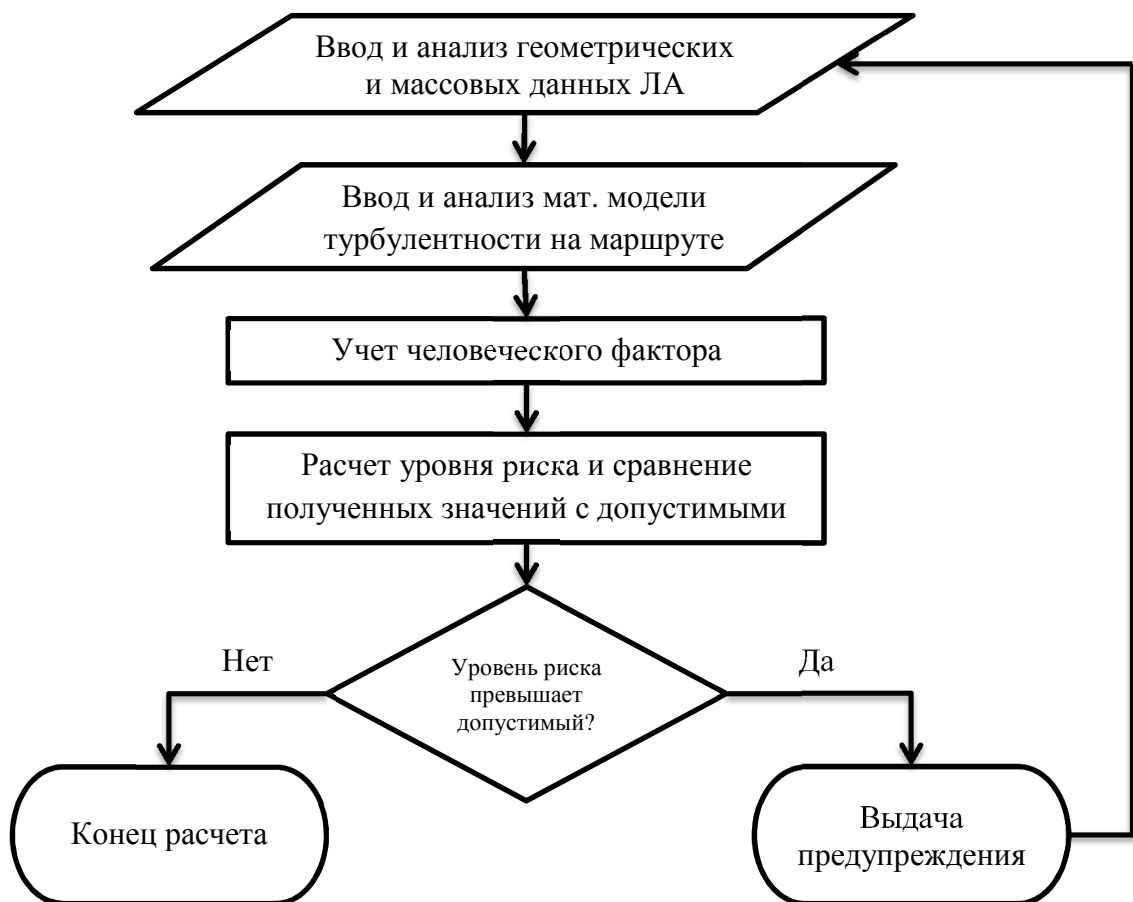 Ввод и анализ геометрических
и массовых данных ЛА
Ввод и анализ мат. модели
турбулентности на маршруте
Учет человеческого фактора
Расчет уровня риска и сравнение
полученных значений с допустимыми
Нет
Да
Уровень риска
превышает
допустимый?
Конец расчета
Выдача
предупреждения